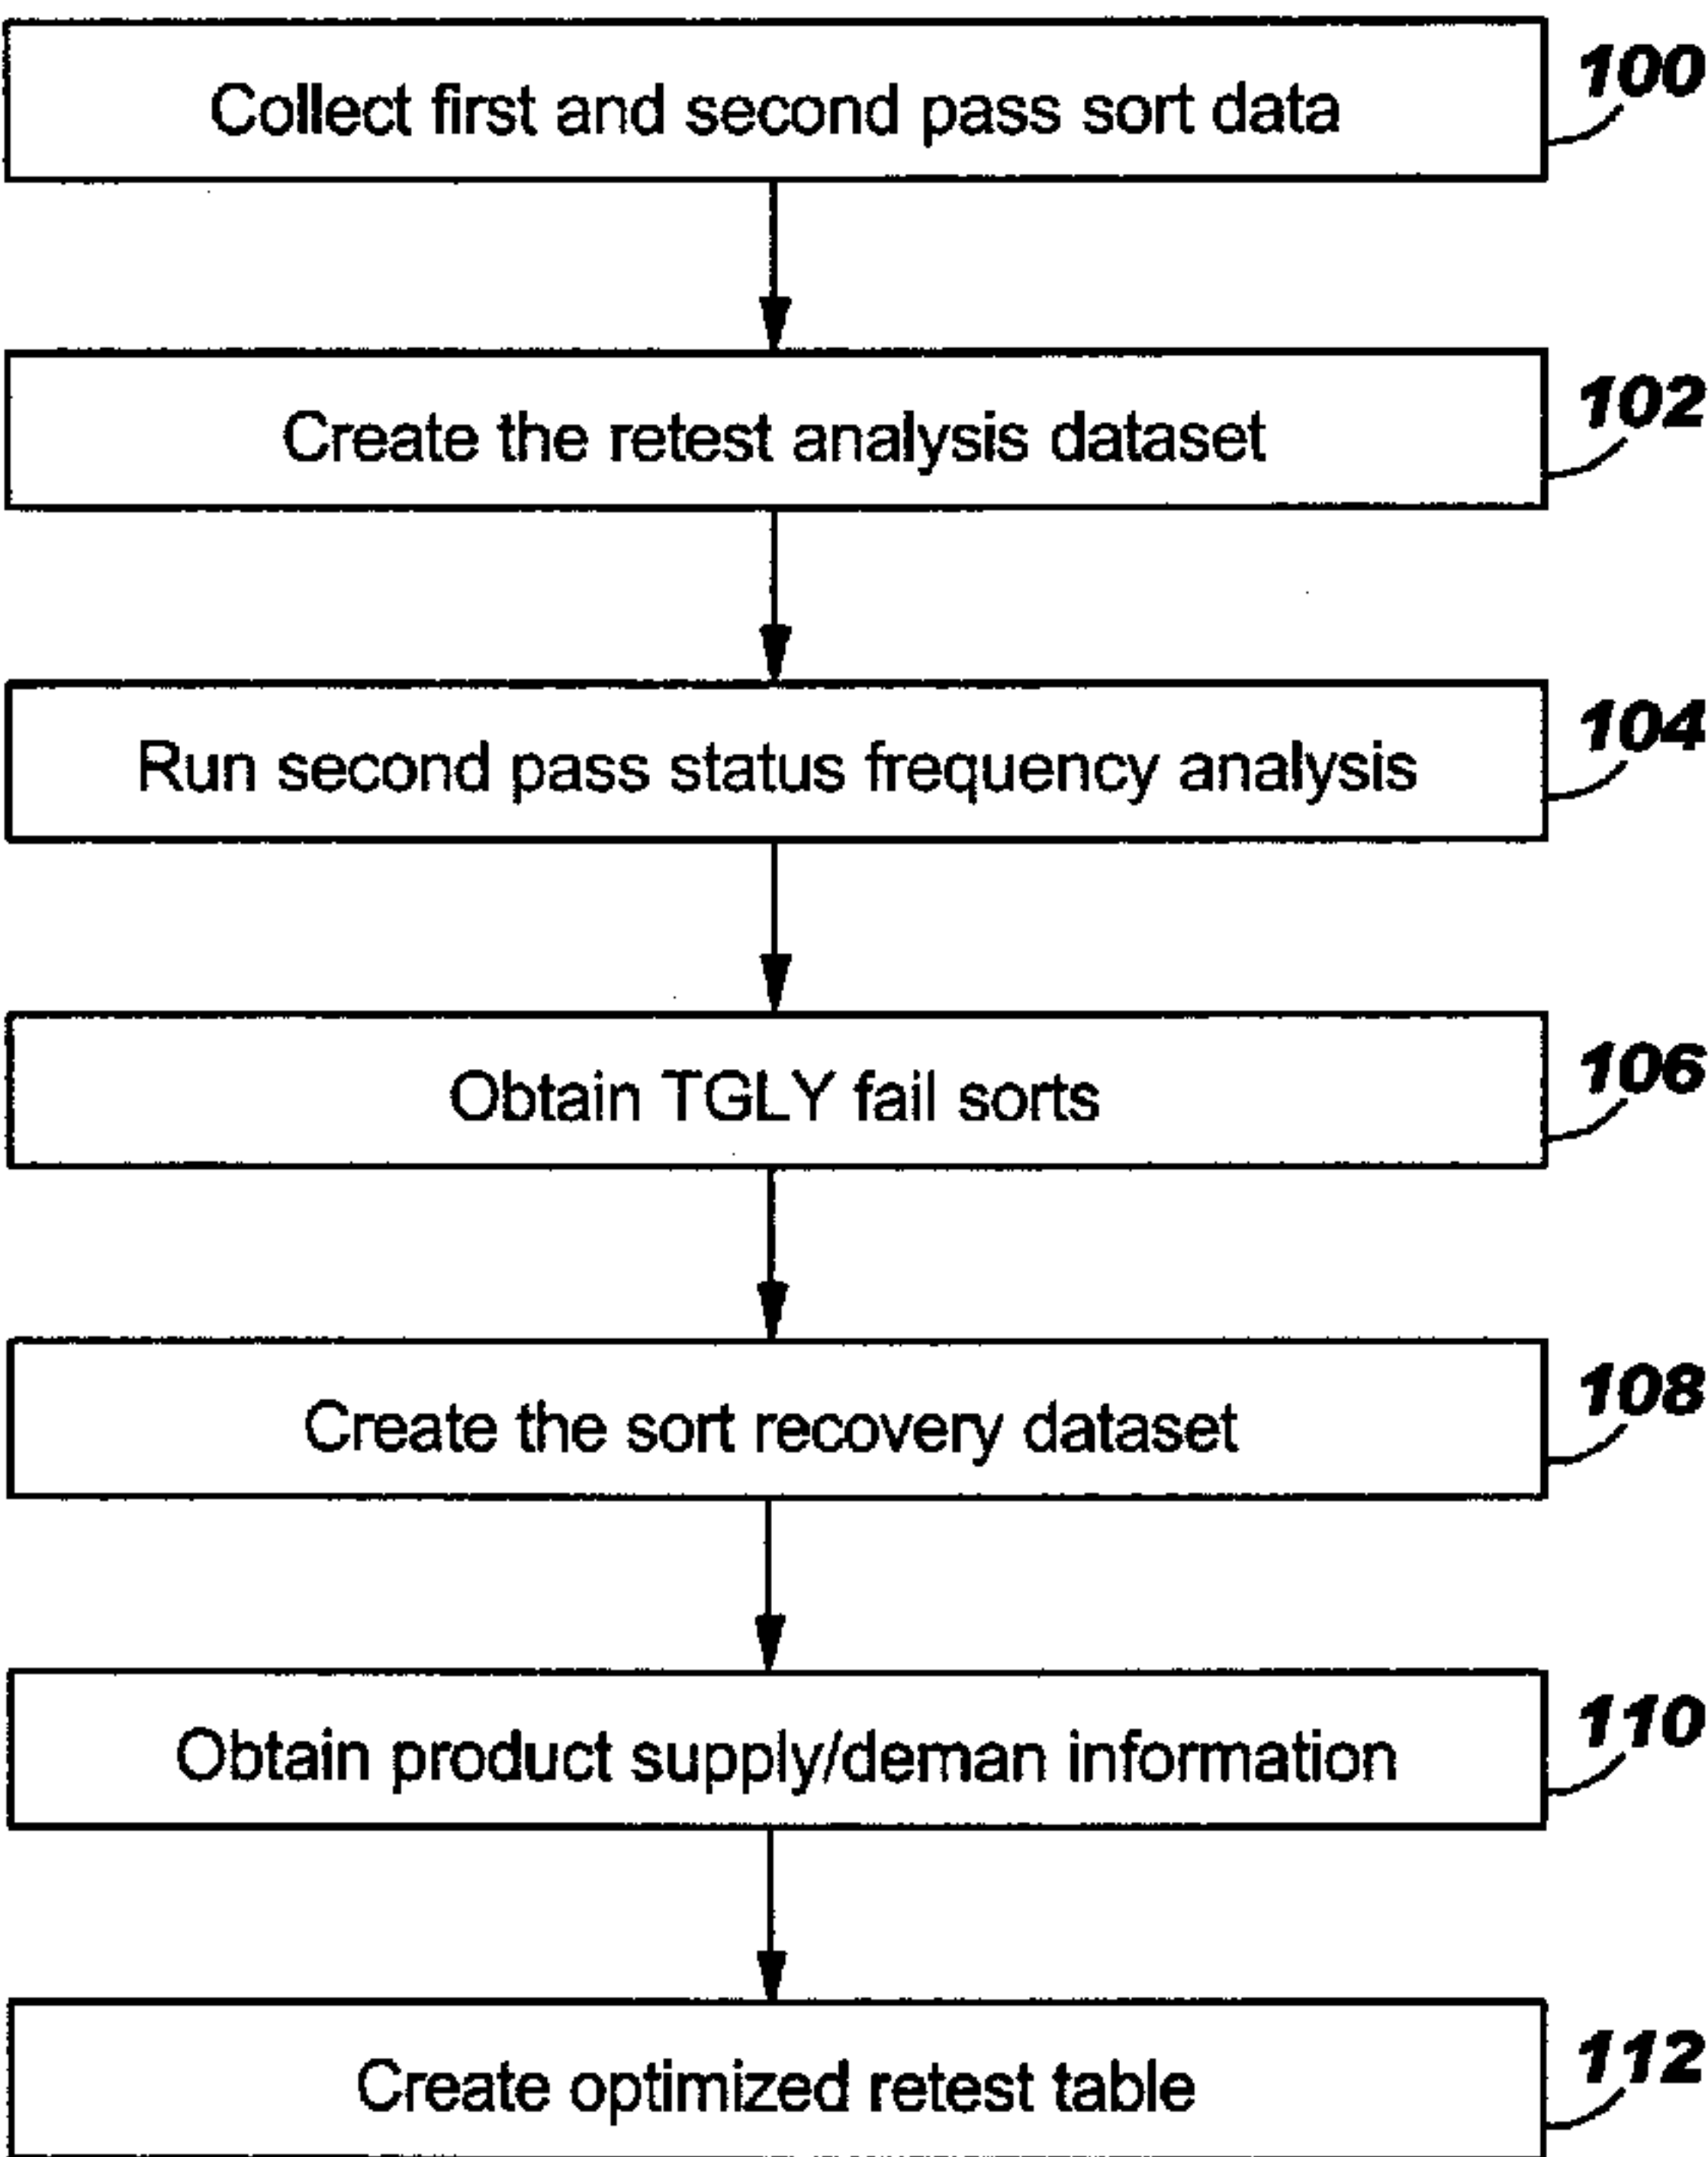 Collect first and second pass sort data
100
Create the retest analysis dataset
102
Run second pass status frequency analysis
104
Obtain TGLY fail sorts
106
Create the sort recovery dataset
108
Obtain product supply/deman information
110
Create optimized retest table
112